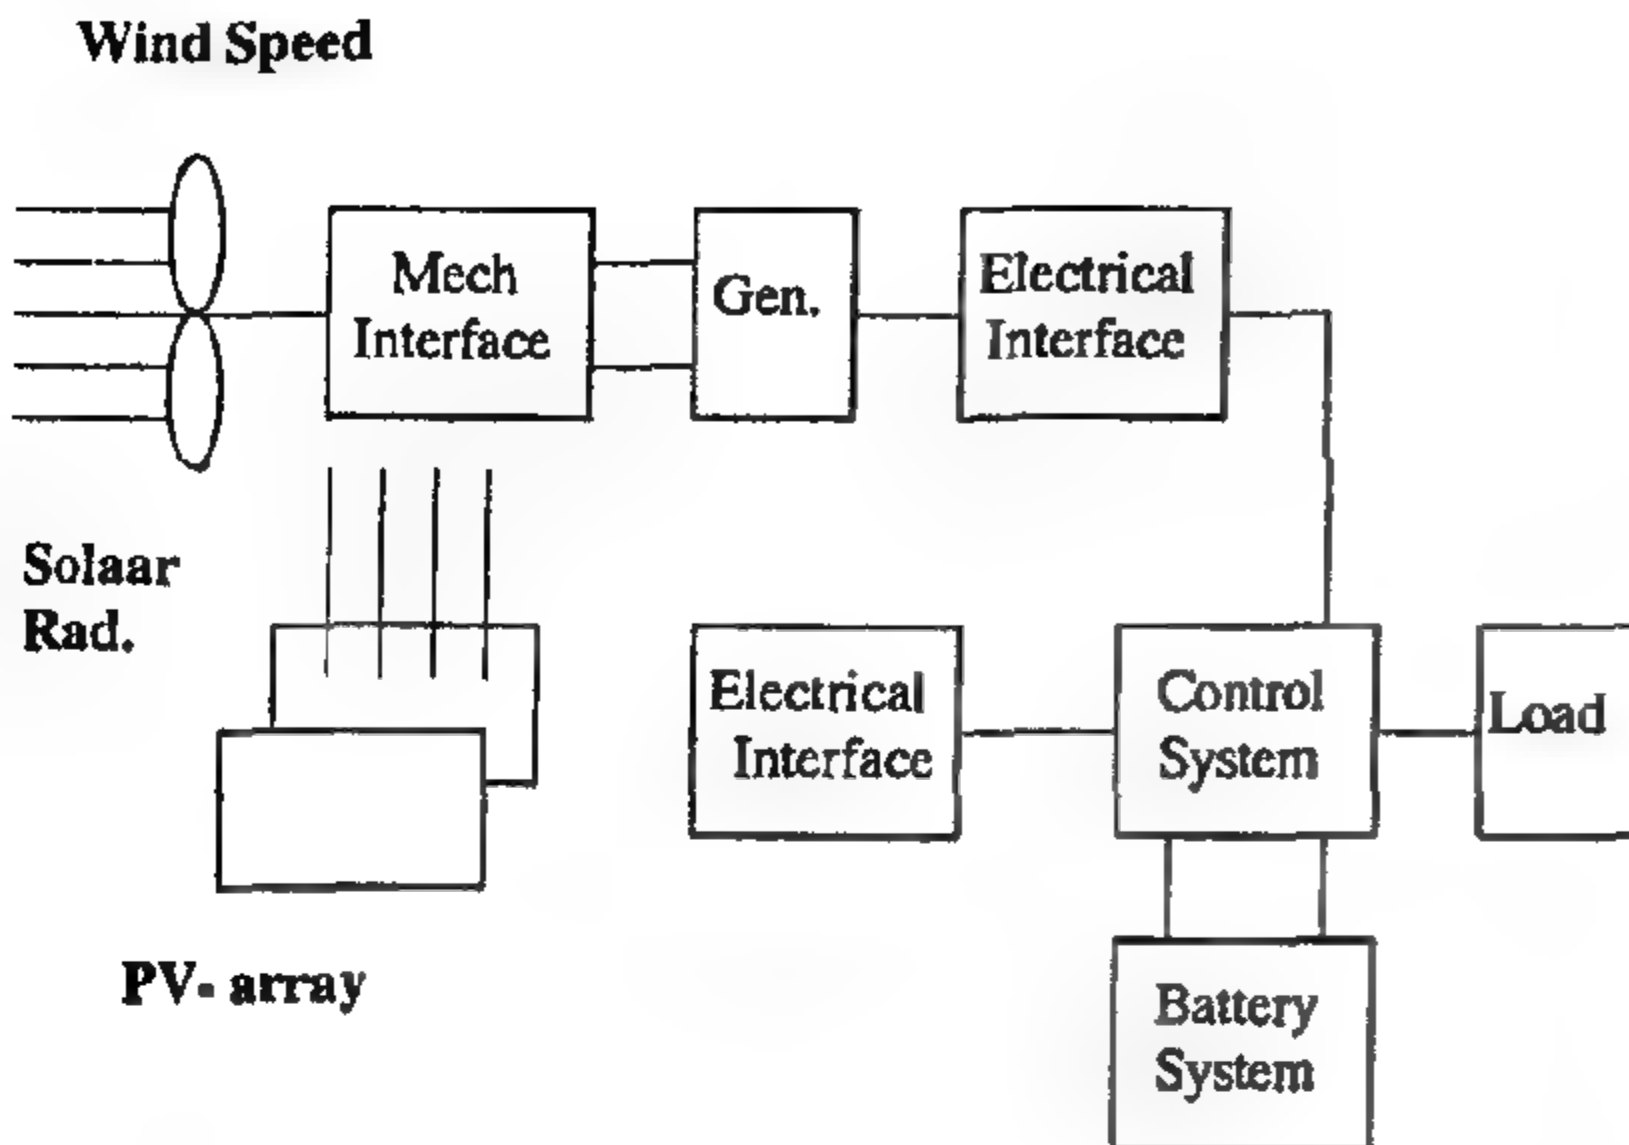 Wind Speed
Mech
Interface
Gen.
Electrical
Interface
Solaar
Rad.
Electrical
Interface
Control
System
Load
PV- array
Battery
System